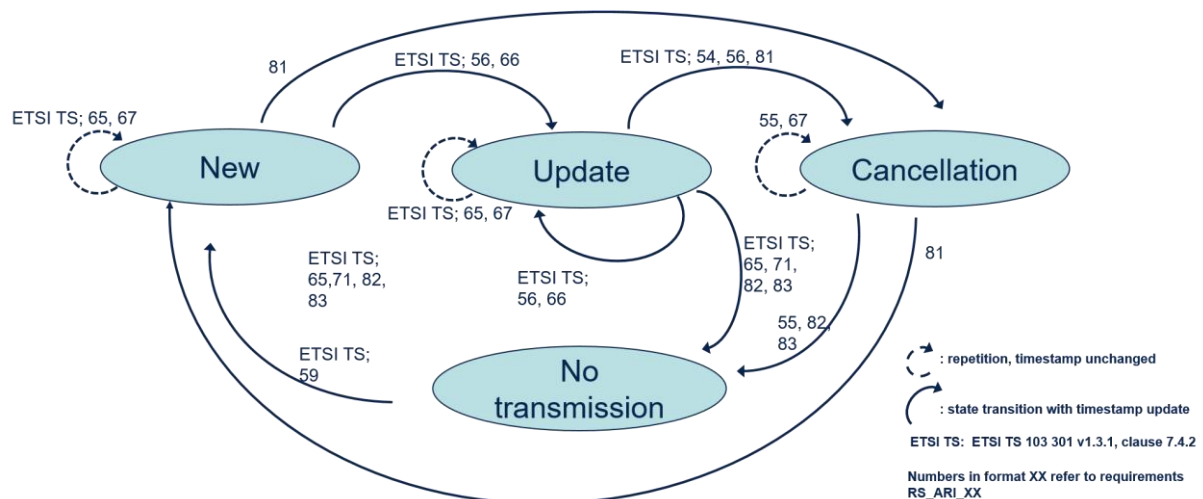 81
ETSI TS; 56, 66
ETSI TS; 54, 56, 81
ETSI TS; 65, 67
55, 67
New
Update
Cancellation
ETSI TS; 65, 67
ETSI TS;
65,71, 82,
83
ETSI TS;
56, 66
ETSI TS;
65, 71,
82, 83
81
55, 82,
83
ETSI TS;
59
No
transmission
: repetition, timestamp unchanged
: state transition with timestamp update
ETSI TS: ETSI TS 103 301 v1.3.1, clause 7.4.2
Numbers in format XX refer to requirements
RS_ARI_XX